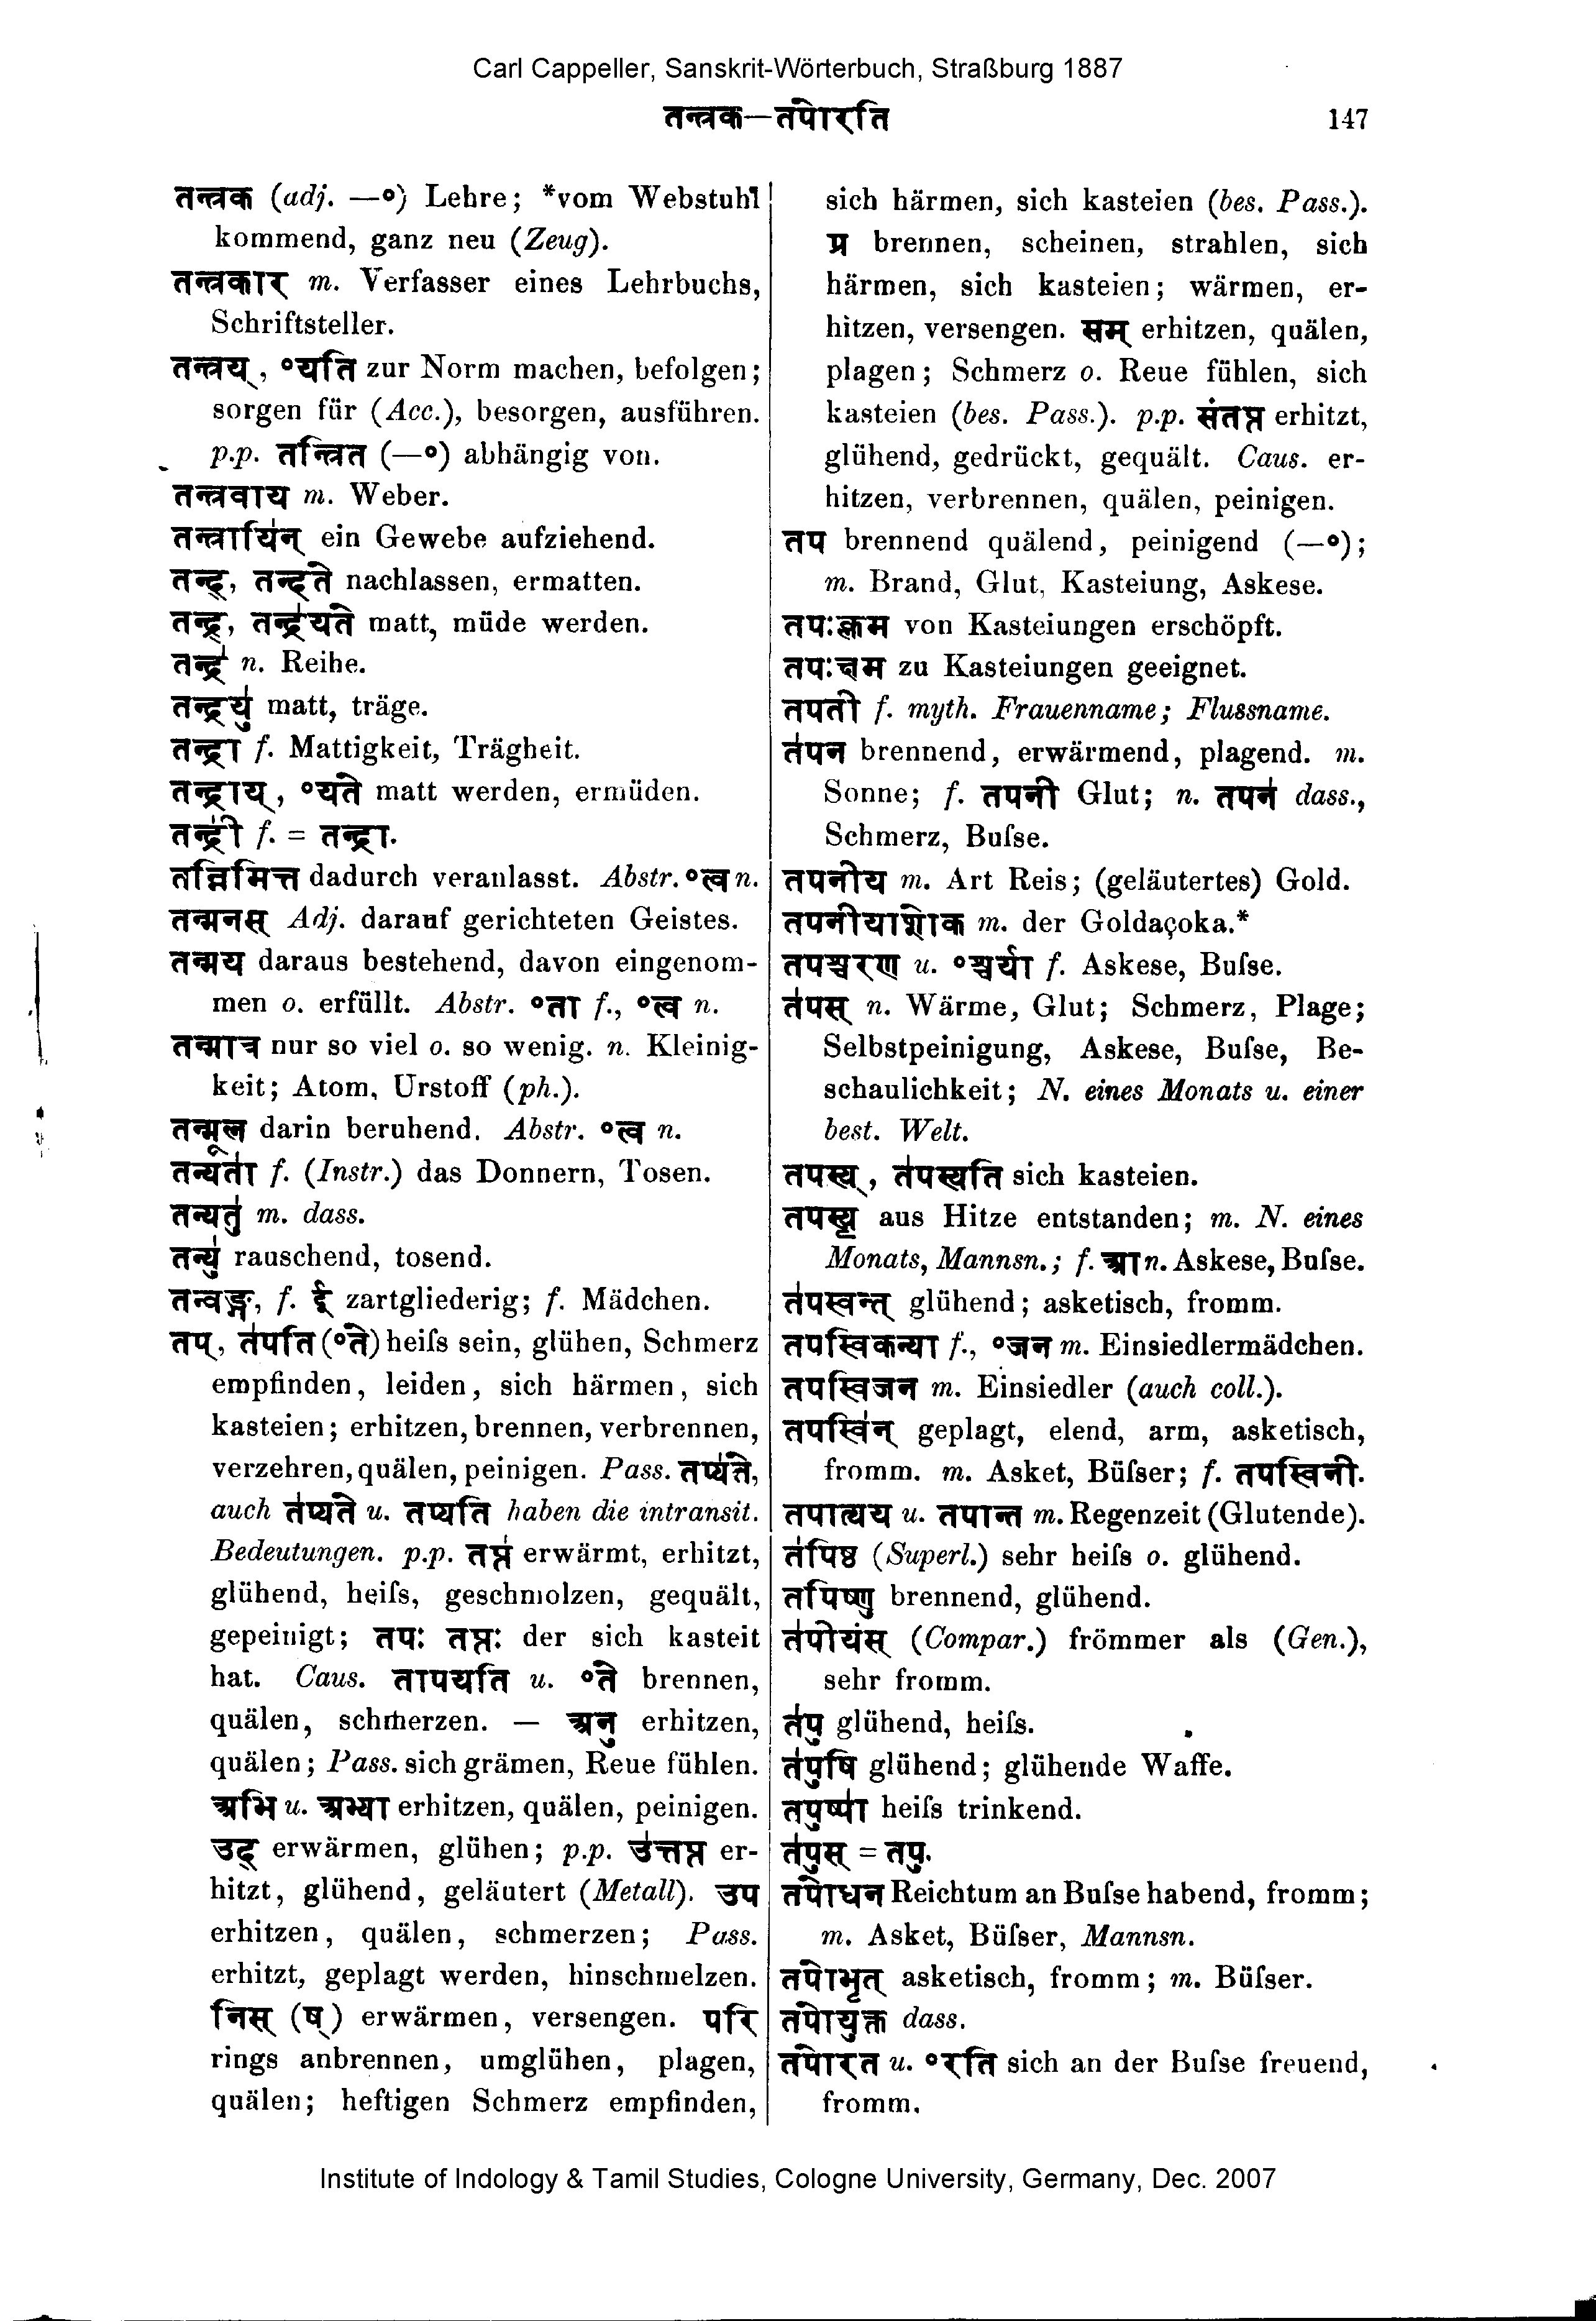 Carl Cappeller, Sanskrit-Wörterbuch, Straßburg 1887
तन्त्रक—तपोरति 147
तन्त्रक (adj. —°) Lehre; *vom Webstuhl
kommend, ganz neu (Zeug).
तन्त्रकार m. Verfasser eines Lehrbuchs,
Schriftsteller.
तन्त्रय्, °यति zur Norm machen, befolgen;
sorgen für (Acc.), besorgen, ausführen.
p.p. तन्त्रित (—°) abhängig von.
तन्त्रवाय m. Weber.
तन्त्रायि॑न् ein Gewebe aufziehend.
तन्द्, तन्दते nachlassen, ermatten.
तन्द्र्, तन्द्र॑यते matt, müde werden.
तन्द्र॑ n. Reihe.
तन्द्रयु॑ matt, träge.
तन्द्रा f. Mattigkeit, Trägheit.
तन्द्राय्, °यते matt werden, ermüden.
तन्द्री॑ f. = तन्द्रा.
तन्निमित्त dadurch veranlasst. Abstr. °त्व n.
तन्मनस् Adj. darauf gerichteten Geistes.
तन्मय daraus bestehend, davon eingenom-
men o. erfüllt. Abstr. °ता f., °त्व n.
तन्मात्र nur so viel o. so wenig. n. Kleinig-
keit; Atom, Urstoff (ph.).
तन्मूल darin beruhend. Abstr. °त्व n.
तन्यता॑ f. (Instr.) das Donnern, Tosen.
तन्यतु॑ m. dass.
तन्यु॑ rauschend, tosend.
तन्वङ्ग, f. ई zartgliederig; f. Mädchen.
तप्, त॑पति (°ते) heiſs sein, glühen, Schmerz
empfinden, leiden, sich härmen, sich
kasteien; erhitzen, brennen, verbrennen,
verzehren, quälen, peinigen. Pass. तप्य॑ते,
auch त॑प्यते u. तप्यति haben die intransit.
Bedeutungen. p.p. तप्त॑ erwärmt, erhitzt,
glühend, heiſs, geschmolzen, gequält,
gepeinigt; तपः तप्तः der sich kasteit
hat. Caus. तापयति u. °ते brennen,
quälen, schmerzen. — अनु erhitzen,
quälen; Pass. sich grämen, Reue fühlen.
अभि u. अभ्या erhitzen, quälen, peinigen.
उद् erwärmen, glühen; p.p. उ॑त्तप्त er-
hitzt, glühend, geläutert (Metall). उप
erhitzen, quälen, schmerzen; Pass.
erhitzt, geplagt werden, hinschmelzen.
निस् (ष्) erwärmen, versengen. परि
rings anbrennen, umglühen, plagen,
quälen; heftigen Schmerz empfinden,
sich härmen, sich kasteien (bes. Pass.).
प्र brennen, scheinen, strahlen, sich
härmen, sich kasteien; wärmen, er-
hitzen, versengen. सम् erhitzen, quälen,
plagen; Schmerz o. Reue fühlen, sich
kasteien (bes. Pass.). p.p. संतप्त erhitzt,
glühend, gedrückt, gequält. Caus. er-
hitzen, verbrennen, quälen, peinigen.
तप brennend quälend, peinigend (—°);
m. Brand, Glut, Kasteiung, Askese.
तपःक्लम von Kasteiungen erschöpft.
तपःक्षम zu Kasteiungen geeignet.
तपती f. myth. Frauenname; Flussname.
त॑पन brennend, erwärmend, plagend. m.
Sonne; f. तपनी Glut; n. तपन॑ dass.,
Schmerz, Buſse.
तपनीय m. Art Reis; (geläutertes) Gold.
तपनीयाशोक m. der Goldaçoka.*
तपश्चरण u. °श्चर्या f. Askese, Buſse.
त॑पस् n. Wärme, Glut; Schmerz, Plage;
Selbstpeinigung, Askese, Buſse, Be-
schaulichkeit; N. eines Monats u. einer
best. Welt.
तपस्य्, त॑पस्यति sich kasteien.
तपस्य aus Hitze entstanden; m. N. eines
Monats, Mannsn.; f. आ n. Askese, Buſse.
त॑पस्वन्त् glühend; asketisch, fromm.
तपस्विकन्या f., °जन m. Einsiedlermädchen.
तपस्विजन m. Einsiedler (auch coll.).
तपस्वि॑न् geplagt, elend, arm, asketisch,
fromm. m. Asket, Büſser; f. तपस्विनी.
तपात्यय u. तपान्त m. Regenzeit (Glutende).
त॑पिष्ठ (Superl.) sehr heiſs o. glühend.
तपिष्णु brennend, glühend.
त॑पीयंस् (Compar.) frömmer als (Gen.),
sehr fromm.
त॑पु glühend, heiſs.
त॑पुषि glühend; glühende Waffe.
तपुष्पा॑ heiſs trinkend.
त॑पुस् = तपु.
तपोधन Reichtum an Buſse habend, fromm;
m. Asket, Büſser, Mannsn.
तपोभृत् asketisch, fromm; m. Büſser.
तपोयुक्त dass.
तपोरत u. °रति sich an der Buſse freuend,
fromm.
Institute of Indology & Tamil Studies, Cologne University, Germany, Dec. 2007